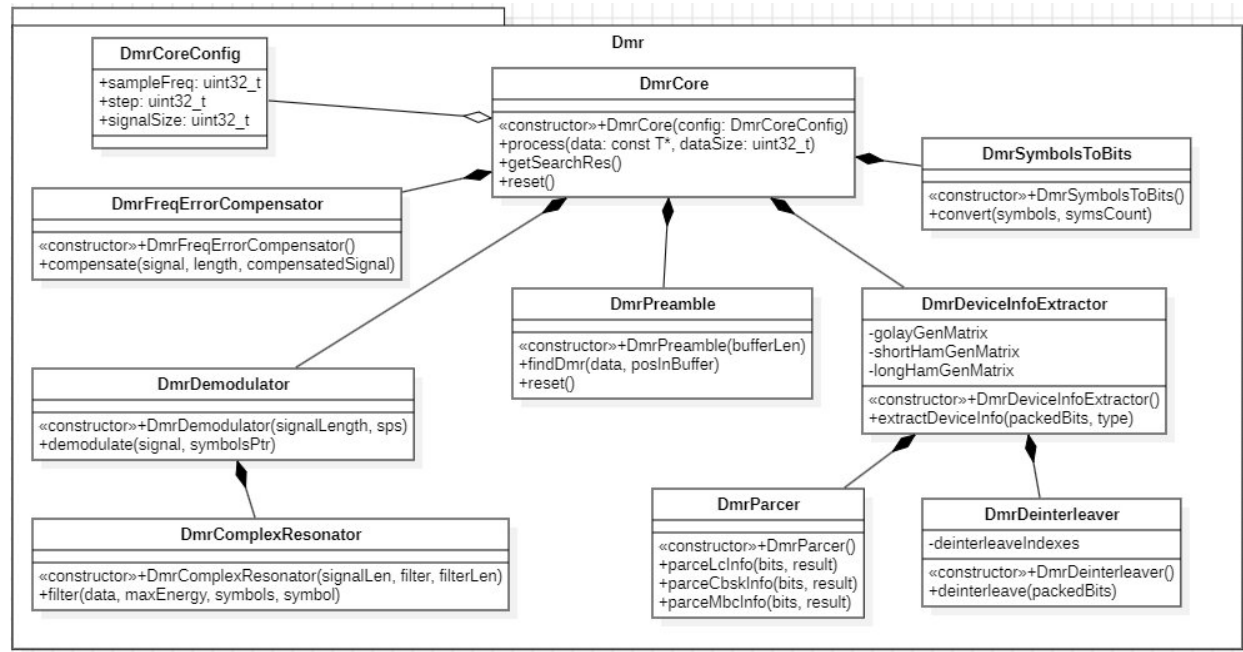 Dmr
DmrCoreConfig
+sampleFreq: uint32_t
+step: uint32_t
+signalSize: uint32_t
DmrCore
«constructor»+DmrCore(config: DmrCoreConfig)
+process(data: const T*, dataSize: uint32_t)
+getSearchRes()
+reset()
DmrSymbolsToBits
«constructor»+DmrSymbolsToBits()
+convert(symbols, symsCount)
DmrFreqErrorCompensator
«constructor»+DmrFreqErrorCompensator()
+compensate(signal, length, compensatedSignal)
DmrPreamble
«constructor»+DmrPreamble(bufferLen)
+findDmr(data, posInBuffer)
+reset()
DmrDeviceInfoExtractor
-golayGenMatrix
-shortHamGenMatrix
-longHamGenMatrix
«constructor»+DmrDeviceInfoExtractor()
+extractDeviceInfo(packedBits, type)
DmrDemodulator
«constructor»+DmrDemodulator(signalLength, sps)
+demodulate(signal, symbolsPtr)
DmrComplexResonator
«constructor»+DmrComplexResonator(signalLen, filter, filterLen)
+filter(data, maxEnergy, symbols, symbol)
DmrParcer
«constructor»+DmrParcer()
+parceLcInfo(bits, result)
+parceCbskInfo(bits, result)
+parceMbcInfo(bits, result)
DmrDeinterleaver
-deinterleaveIndexes
«constructor»+DmrDeinterleaver()
+deinterleave(packedBits)